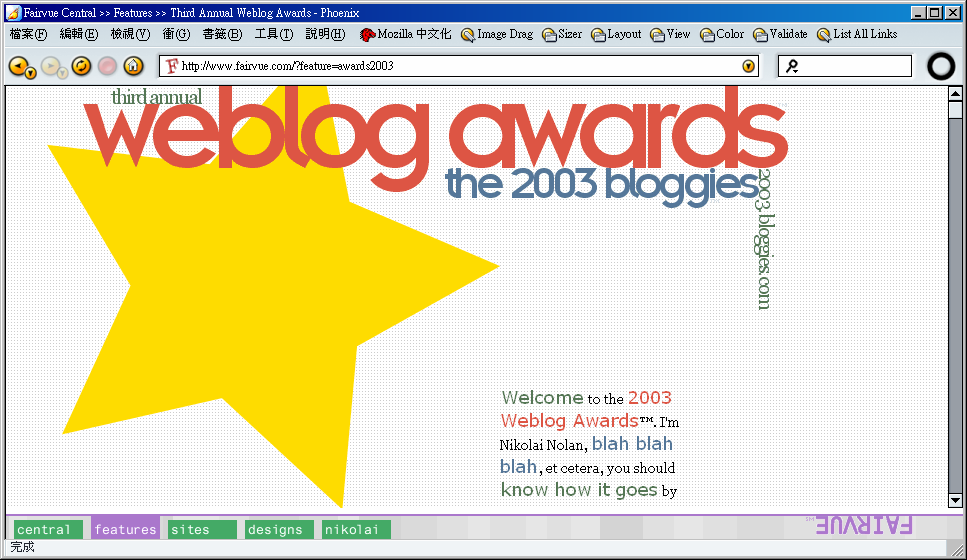 Fairvue Central >> Features >> Third Annual Weblog Awards - Phoenix
檔案(F) 編輯(E) 檢視(V) 衝(G) 書籤(B) 工具(T) 說明(H) Mozilla 中文化 Image Drag Sizer Layout View Color Validate List All Links
http://www.fairvue.com/?feature=awards2003
third annual
weblog awards
the 2003 bloggies
2003.bloggies.com
Welcome to the 2003
Weblog Awards™. I'm
Nikolai Nolan, blah blah
blah, et cetera, you should
know how it goes by
central features sites designs nikolai FAIRVUE
完成